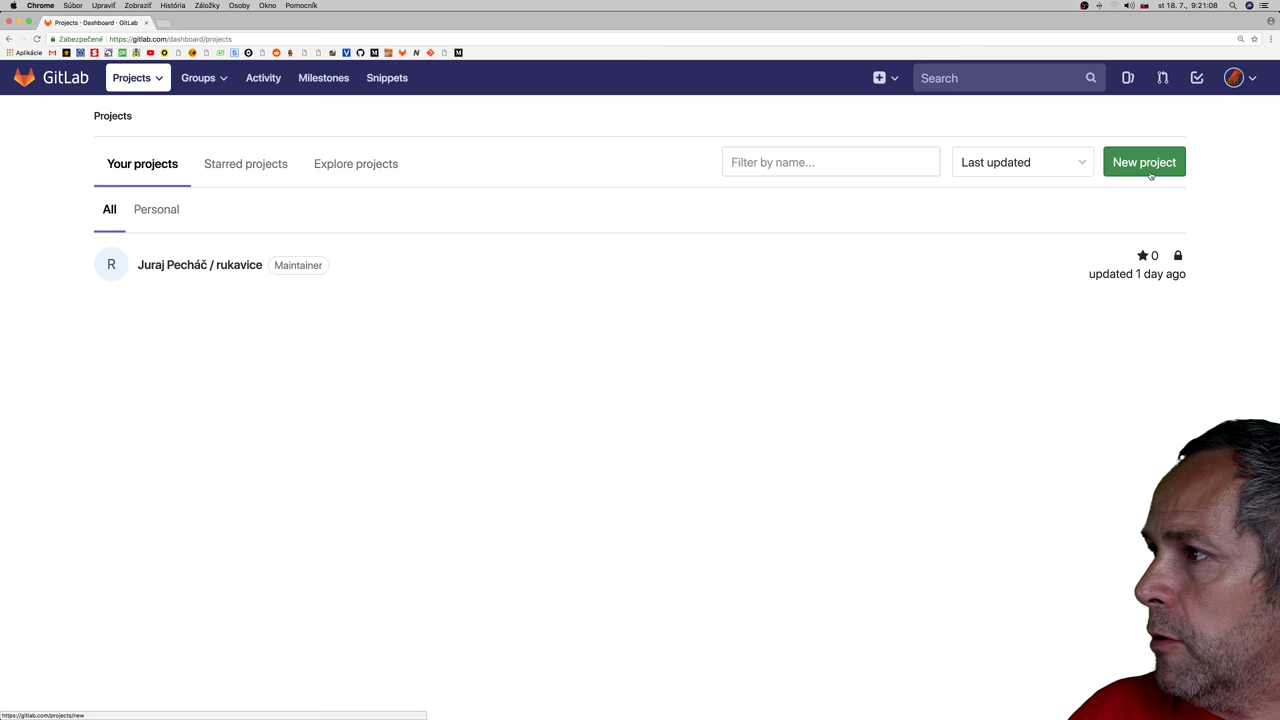 Chrome Súbor Upraviť Zobraziť História Záložky Osoby Okno Pomocník
st 18. 7., 9:21:08
Projects · Dashboard · GitLab
Zabezpečené https://gitlab.com/dashboard/projects
Aplikácie
GitLab Projects Groups Activity Milestones Snippets Search
Projects
Your projects Starred projects Explore projects Filter by name... Last updated New project
All Personal
R Juraj Pecháč / rukavice Maintainer 0
updated 1 day ago
https://gitlab.com/projects/new